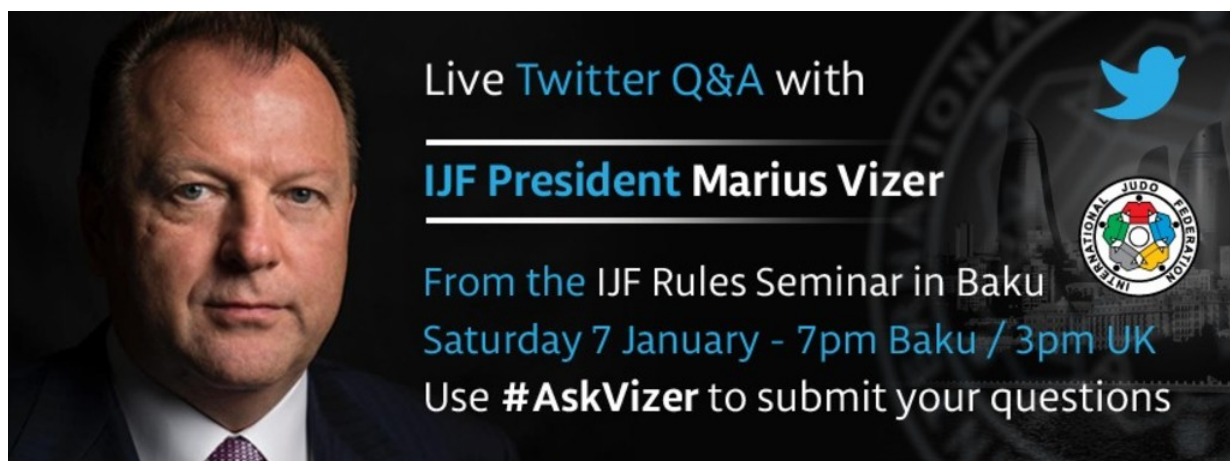 Live Twitter Q&A with
IJF President Marius Vizer
From the IJF Rules Seminar in Baku
Saturday 7 January - 7pm Baku / 3pm UK
Use #AskVizer to submit your questions
INTERNATIONAL JUDO FEDERATION